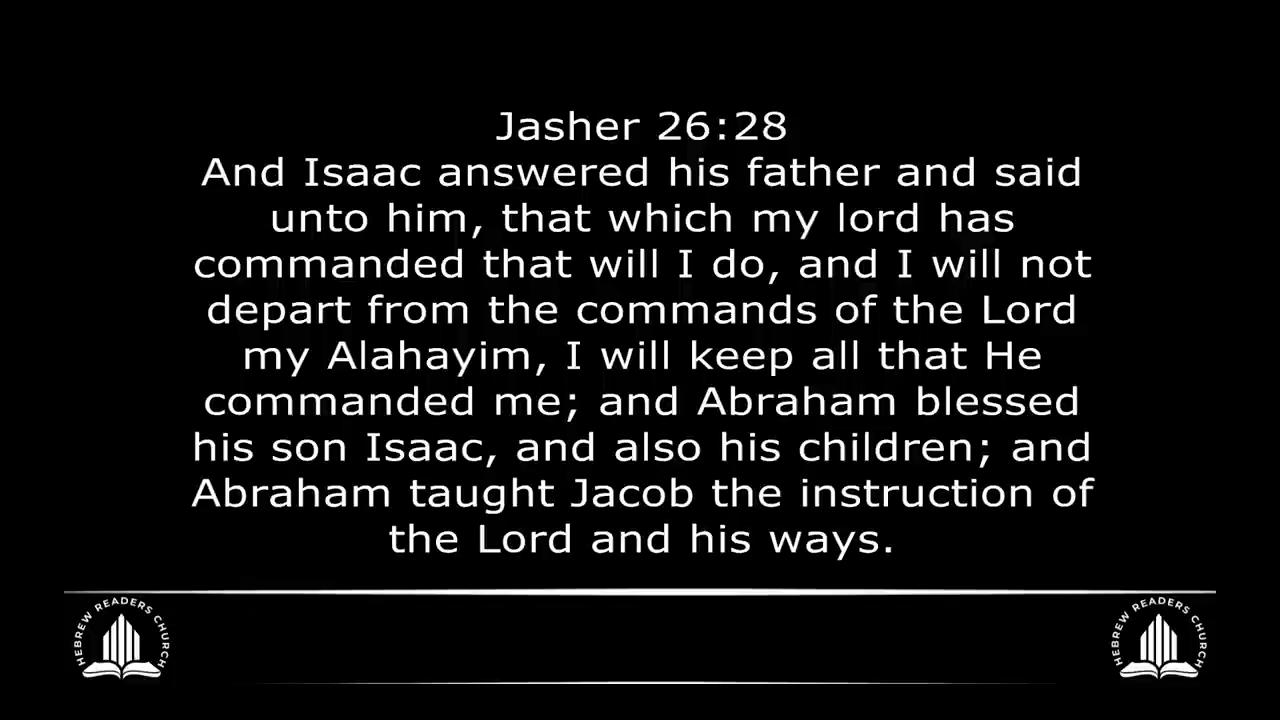 Jasher 26:28
And Isaac answered his father and said
unto him, that which my lord has
commanded that will I do, and I will not
depart from the commands of the Lord
my Alahayim, I will keep all that He
commanded me; and Abraham blessed
his son Isaac, and also his children; and
Abraham taught Jacob the instruction of
the Lord and his ways.
HEBREW READERS CHURCH
HEBREW READERS CHURCH